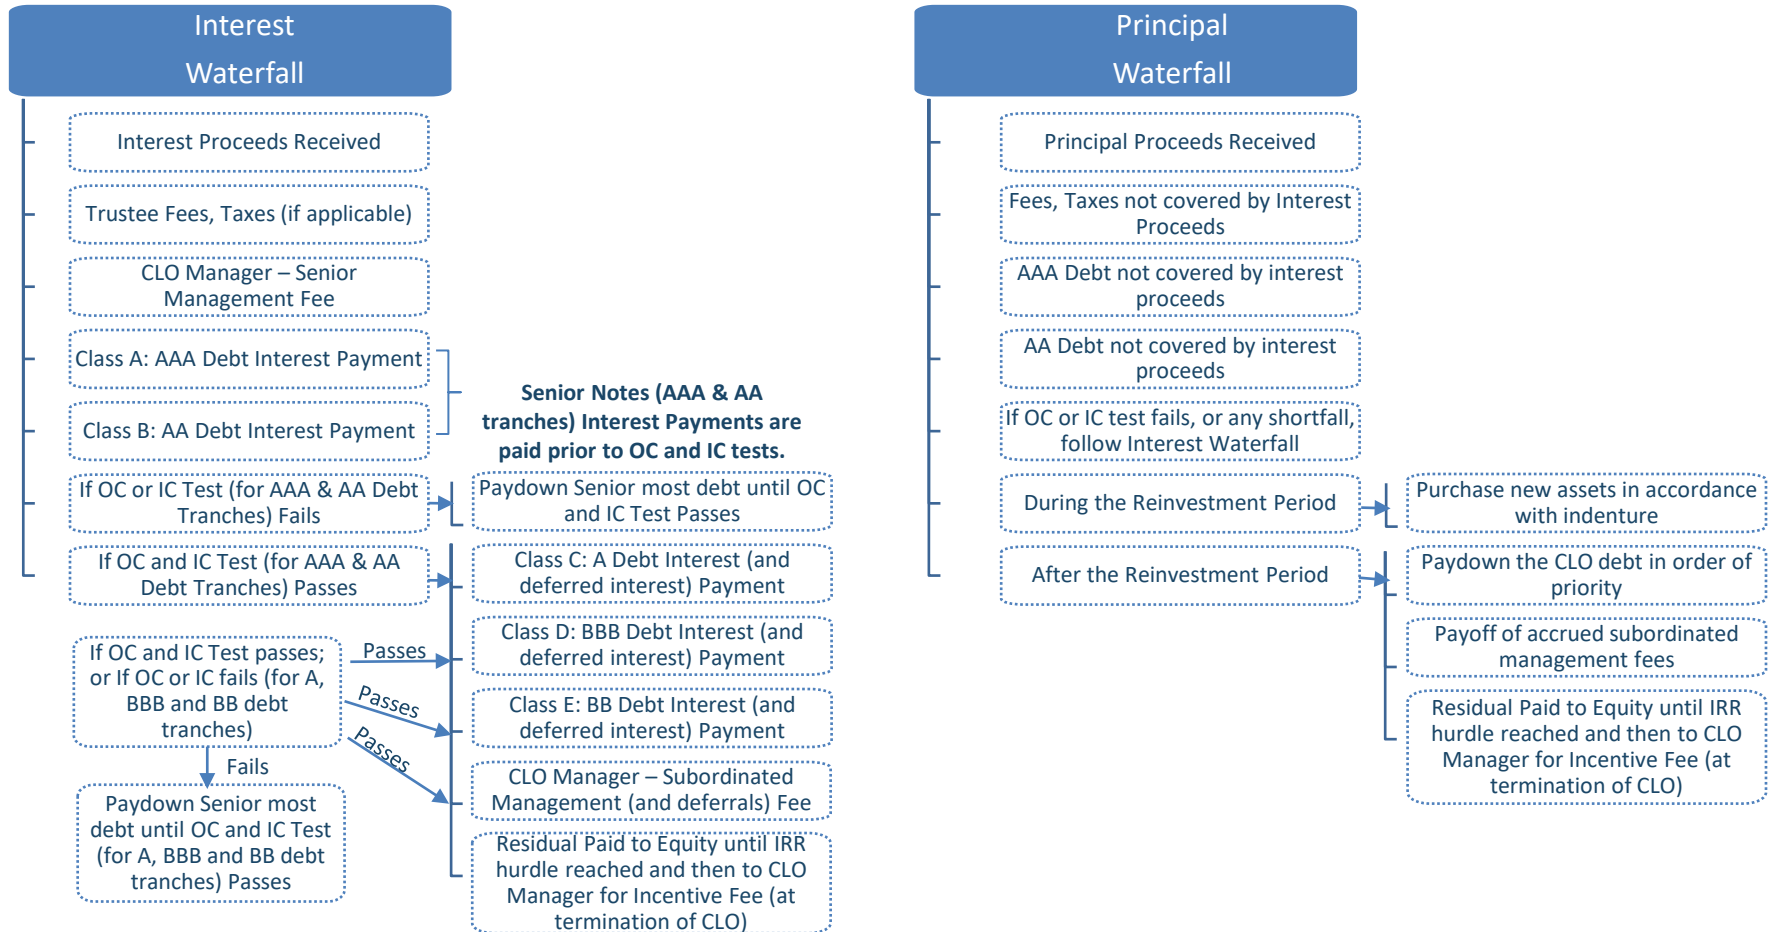 Interest
Waterfall
Interest Proceeds Received
Trustee Fees, Taxes (if applicable)
CLO Manager – Senior
Management Fee
Class A: AAA Debt Interest Payment
Class B: AA Debt Interest Payment
Senior Notes (AAA & AA
tranches) Interest Payments are
paid prior to OC and IC tests.
If OC or IC Test (for AAA & AA Debt
Tranches) Fails
Paydown Senior most debt until OC
and IC Test Passes
If OC and IC Test (for AAA & AA
Debt Tranches) Passes
Class C: A Debt Interest (and
deferred interest) Payment
If OC and IC Test passes;
or If OC or IC fails (for A,
BBB and BB debt
tranches)
Passes
Class D: BBB Debt Interest (and
deferred interest) Payment
Passes
Class E: BB Debt Interest (and
deferred interest) Payment
Passes
CLO Manager – Subordinated
Management (and deferrals) Fee
Fails
Paydown Senior most
debt until OC and IC Test
(for A, BBB and BB debt
tranches) Passes
Residual Paid to Equity until IRR
hurdle reached and then to CLO
Manager for Incentive Fee (at
termination of CLO)
Principal
Waterfall
Principal Proceeds Received
Fees, Taxes not covered by Interest
Proceeds
AAA Debt not covered by interest
proceeds
AA Debt not covered by interest
proceeds
If OC or IC test fails, or any shortfall,
follow Interest Waterfall
During the Reinvestment Period
Purchase new assets in accordance
with indenture
After the Reinvestment Period
Paydown the CLO debt in order of
priority
Payoff of accrued subordinated
management fees
Residual Paid to Equity until IRR
hurdle reached and then to CLO
Manager for Incentive Fee (at
termination of CLO)